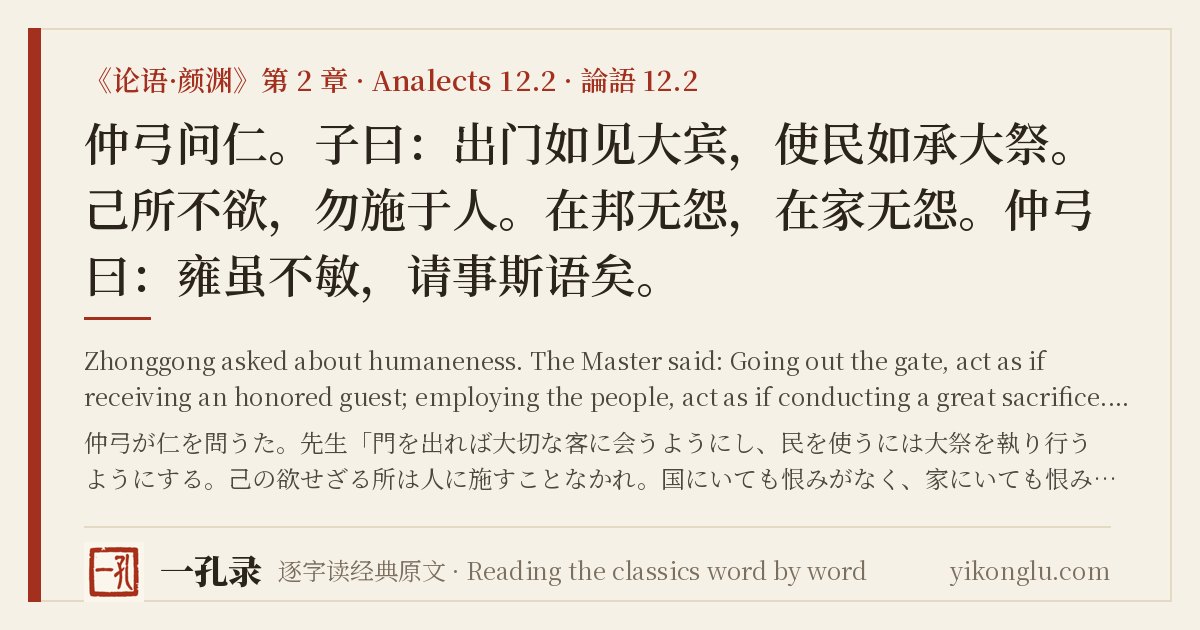 《论语·颜渊》第 2 章 · Analects 12.2 · 論語 12.2
仲弓问仁。子曰：出门如见大宾，使民如承大祭。
己所不欲，勿施于人。在邦无怨，在家无怨。仲弓
曰：雍虽不敏，请事斯语矣。
Zhonggong asked about humaneness. The Master said: Going out the gate, act as if
receiving an honored guest; employing the people, act as if conducting a great sacrifice.…
仲弓が仁を問うた。先生「門を出れば大切な客に会うようにし、民を使うには大祭を執り行う
ようにする。己の欲せざる所は人に施すことなかれ。国にいても恨みがなく、家にいても恨み…
一孔
一孔录 逐字读经典原文 · Reading the classics word by word yikonglu.com